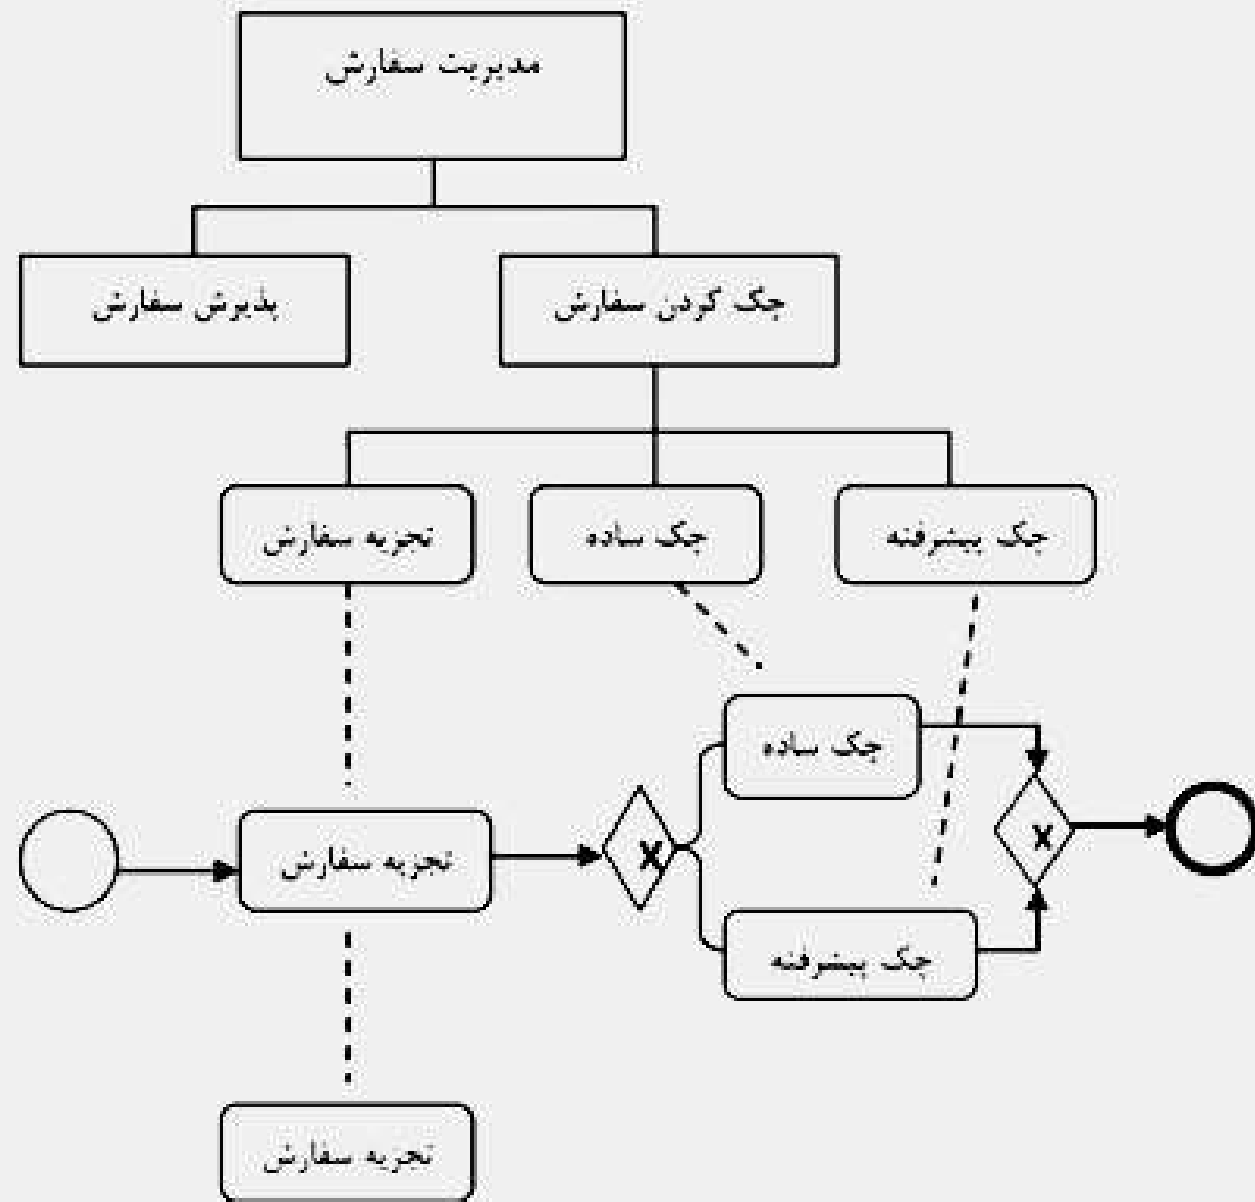 مدیریت سفارش
چک کردن سفارش
پذیرش سفارش
چک پیشرفته
چک ساده
تجزیه سفارش
چک ساده
X
X
تجزیه سفارش
چک پیشرفته
تجزیه سفارش